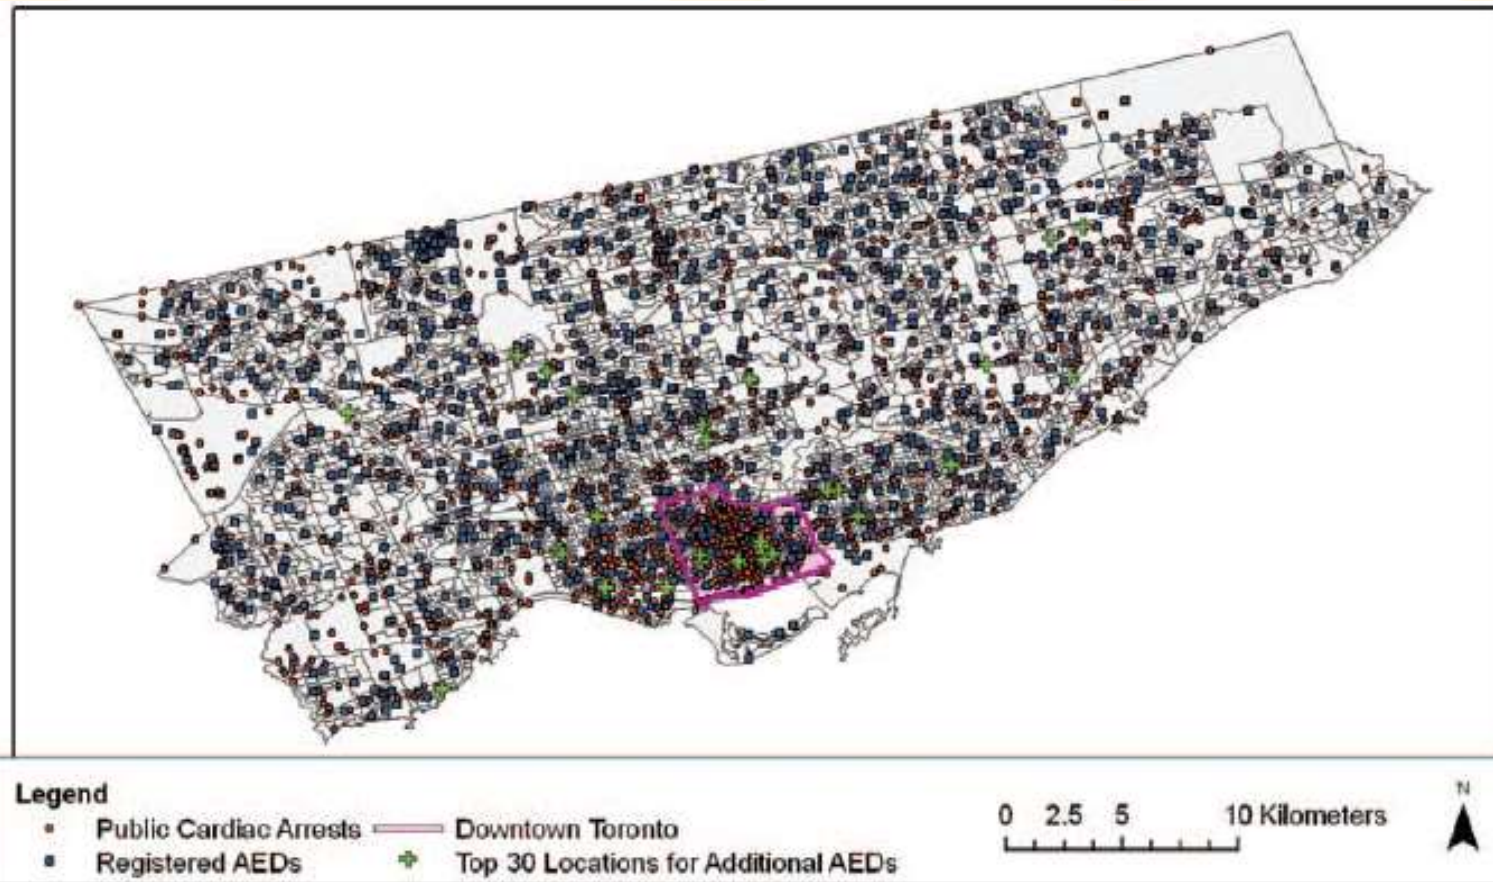 Legend
Public Cardiac Arrests
Downtown Toronto
Registered AEDs
Top 30 Locations for Additional AEDs
0 2.5 5 10 Kilometers
N